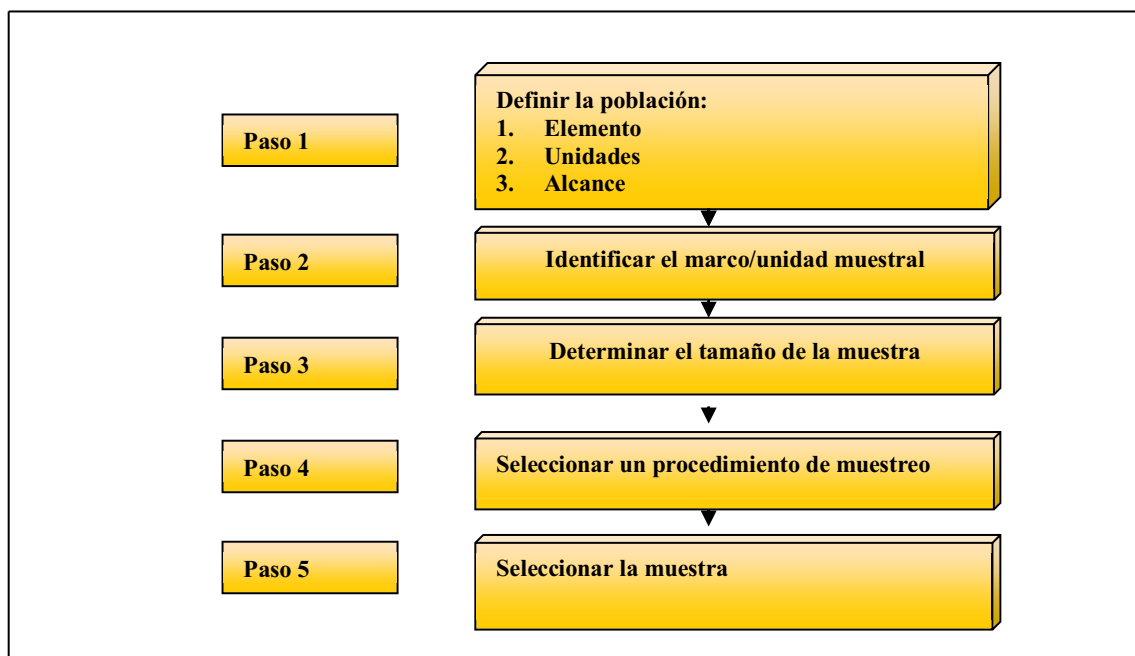 Paso 1
Definir la población:
1. Elemento
2. Unidades
3. Alcance
Paso 2
Identificar el marco/unidad muestral
Paso 3
Determinar el tamaño de la muestra
Paso 4
Seleccionar un procedimiento de muestreo
Paso 5
Seleccionar la muestra